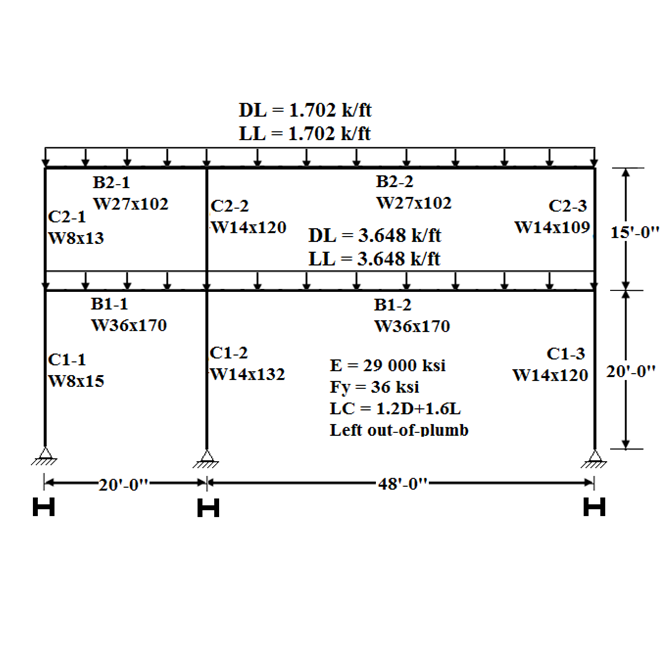 DL = 1.702 k/ft
LL = 1.702 k/ft
B2-1
W27x102
B2-2
W27x102
C2-1
W8x13
C2-2
W14x120
C2-3
W14x109
15'-0"
DL = 3.648 k/ft
LL = 3.648 k/ft
B1-1
W36x170
B1-2
W36x170
C1-1
W8x15
C1-2
W14x132
E = 29 000 ksi
Fy = 36 ksi
LC = 1.2D+1.6L
Left out-of-plumb
C1-3
W14x120
20'-0"
20'-0"
48'-0"